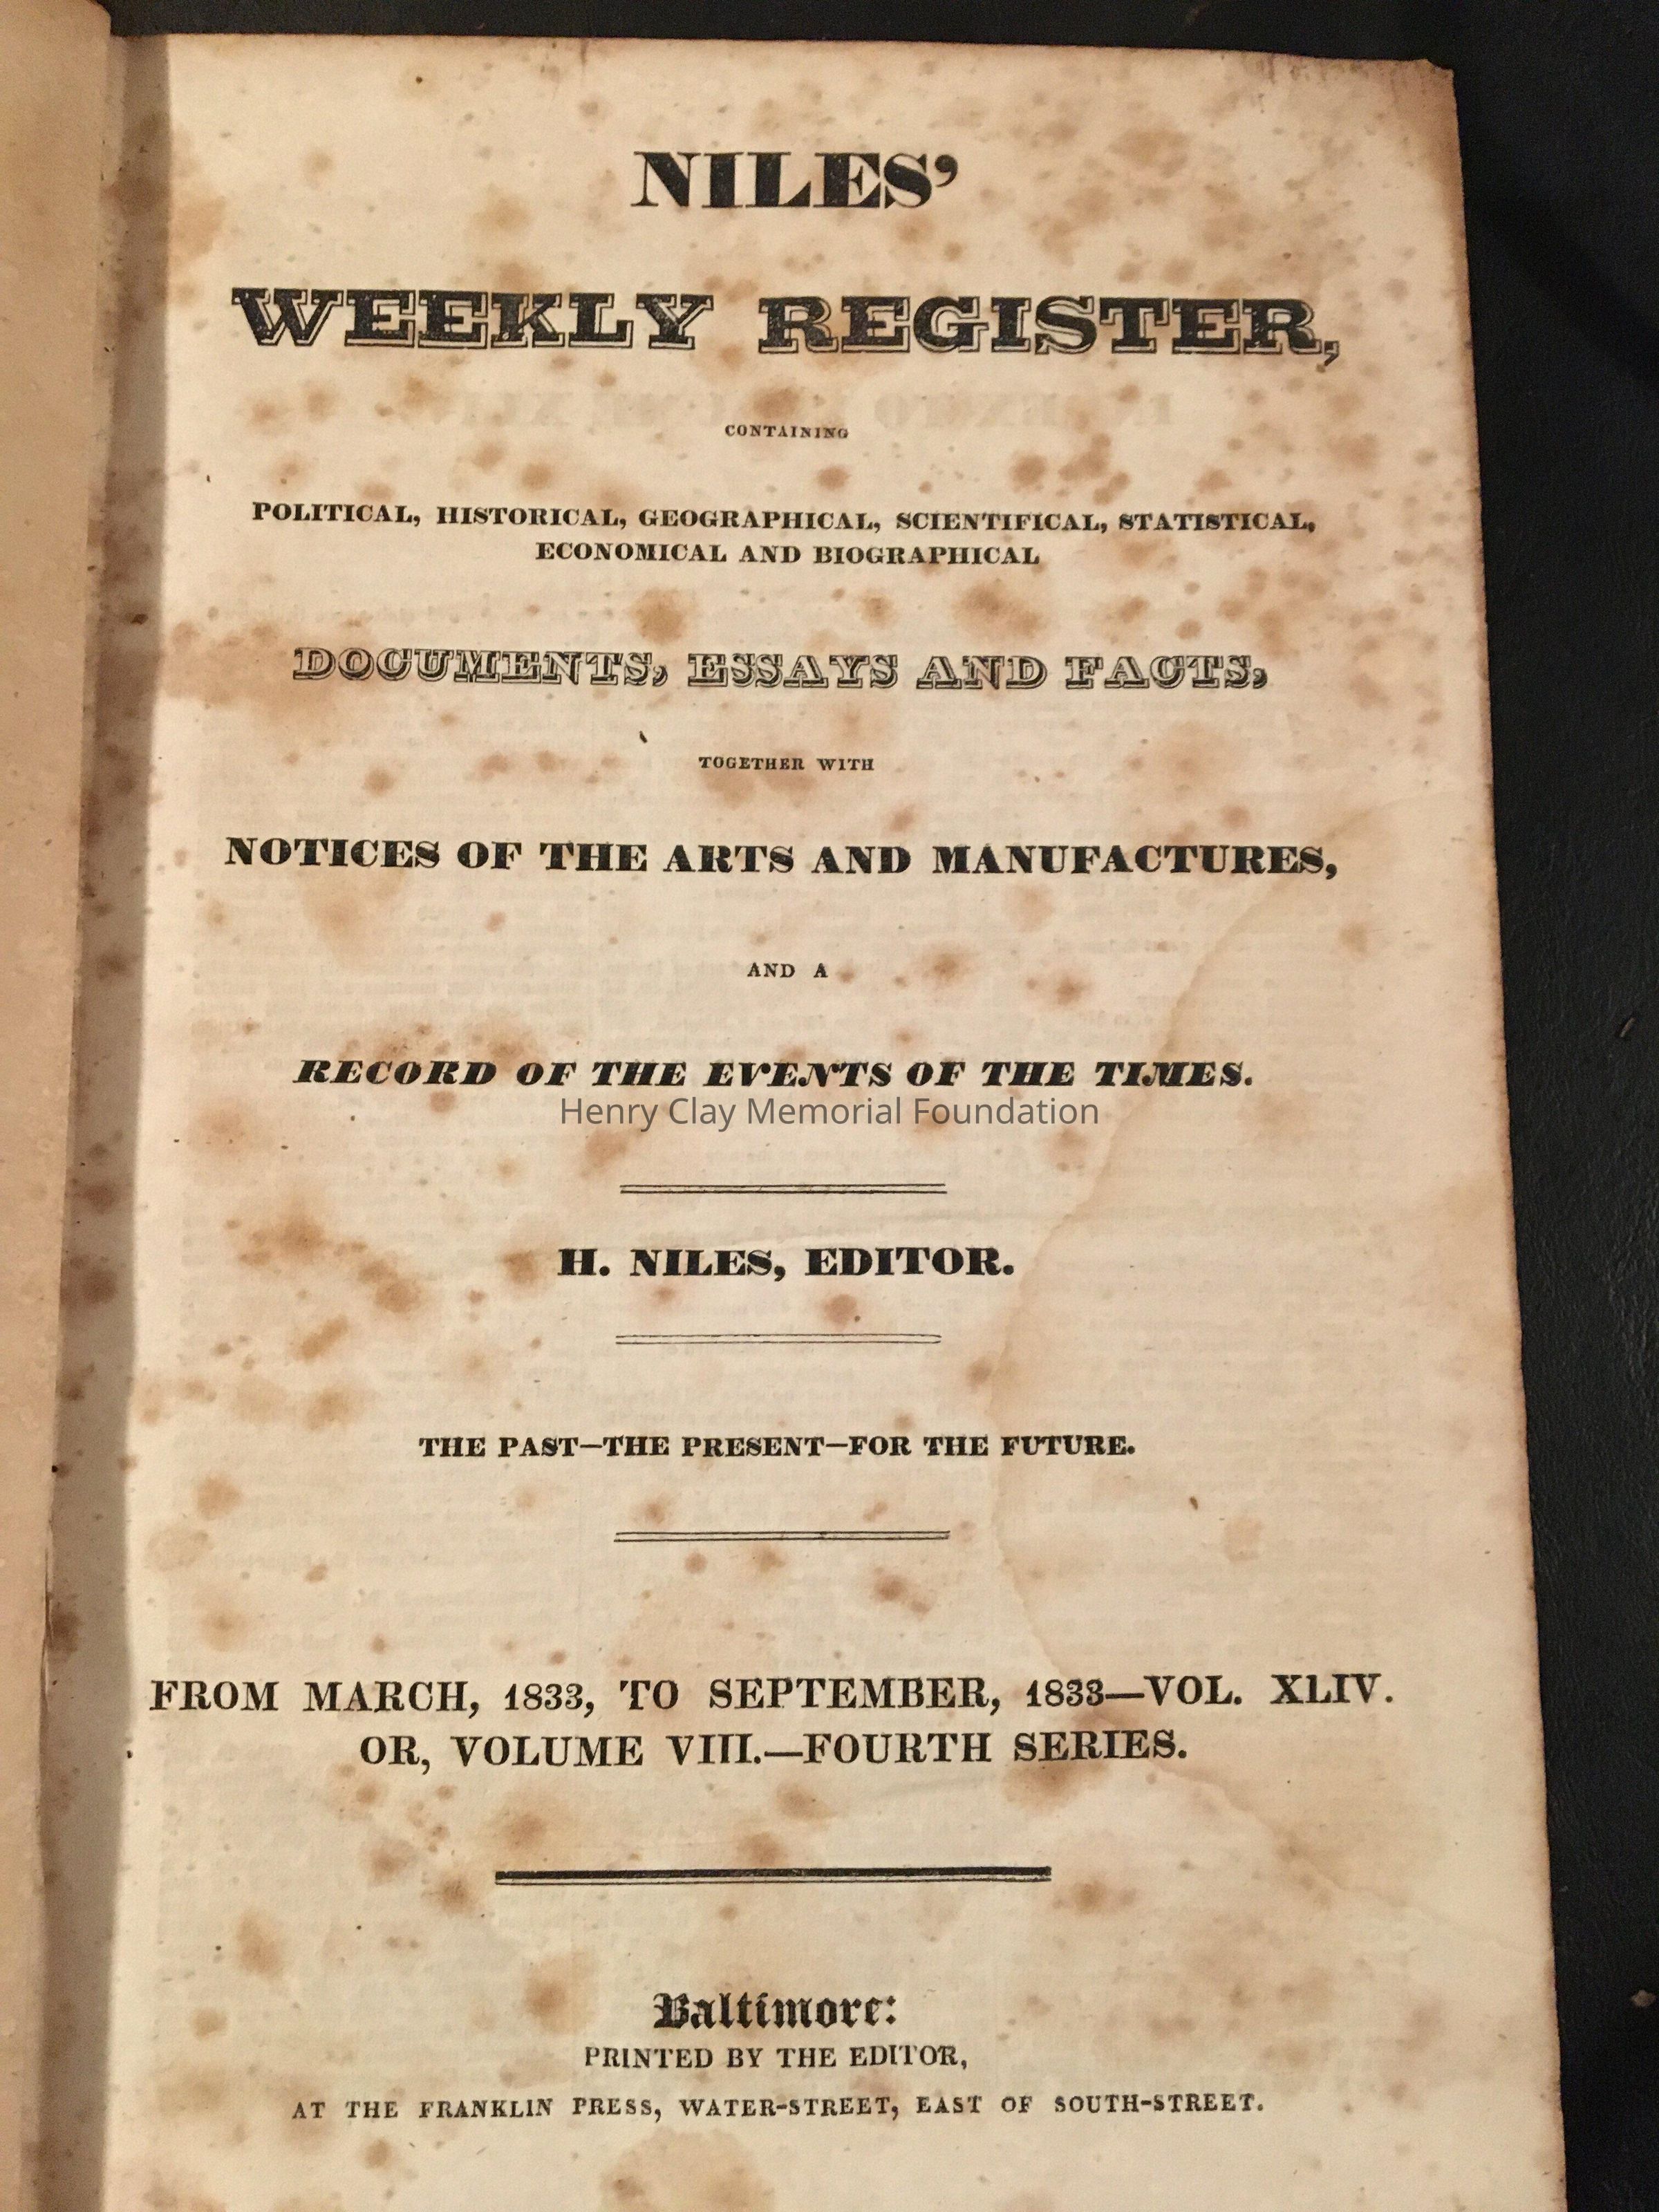 NILES'
WEEKLY REGISTER,
CONTAINING
POLITICAL, HISTORICAL, GEOGRAPHICAL, SCIENTIFICAL, STATISTICAL,
ECONOMICAL AND BIOGRAPHICAL
DOCUMENTS, ESSAYS AND FACTS,
TOGETHER WITH
NOTICES OF THE ARTS AND MANUFACTURES,
AND A
RECORD OF THE EVENTS OF THE TIMES.
Henry Clay Memorial Foundation
H. NILES, EDITOR.
THE PAST—THE PRESENT—FOR THE FUTURE.
FROM MARCH, 1833, TO SEPTEMBER, 1833—VOL. XLIV.
OR, VOLUME VIII.—FOURTH SERIES.
Baltimore:
PRINTED BY THE EDITOR,
AT THE FRANKLIN PRESS, WATER-STREET, EAST OF SOUTH-STREET.